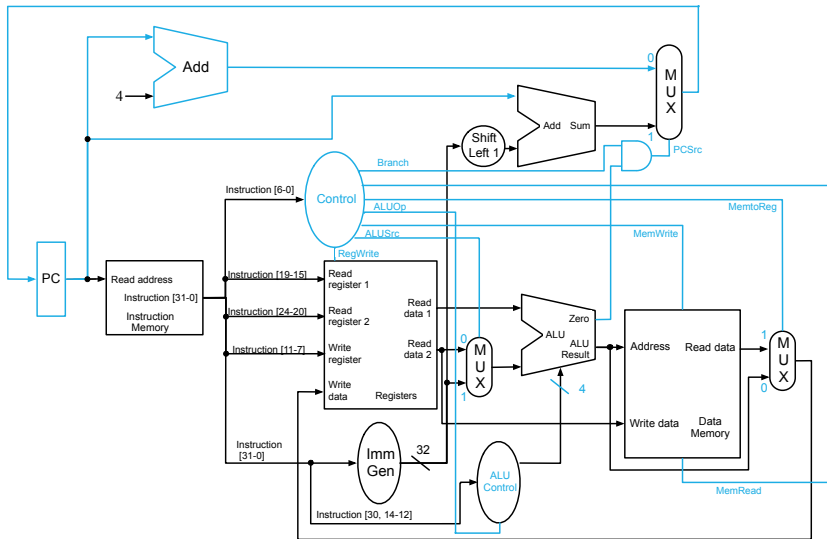 Add
4
0
M
U
X
1
Add Sum
Shift
Left 1
Branch
PCSrc
Instruction [6-0]
Control
ALUOp
MemtoReg
MemWrite
ALUSrc
RegWrite
PC
Read address
Instruction [31-0]
Instruction
Memory
Instruction [19-15]
Instruction [24-20]
Instruction [11-7]
Read
register 1
Read
register 2
Write
register
Write
data
Read
data 1
Read
data 2
Registers
0
M
U
X
1
Zero
ALU
ALU
Result
4
Address
Read data
Write data
Data
Memory
1
M
U
X
0
Instruction
[31-0]
Imm
Gen
32
ALU
Control
MemRead
Instruction [30, 14-12]